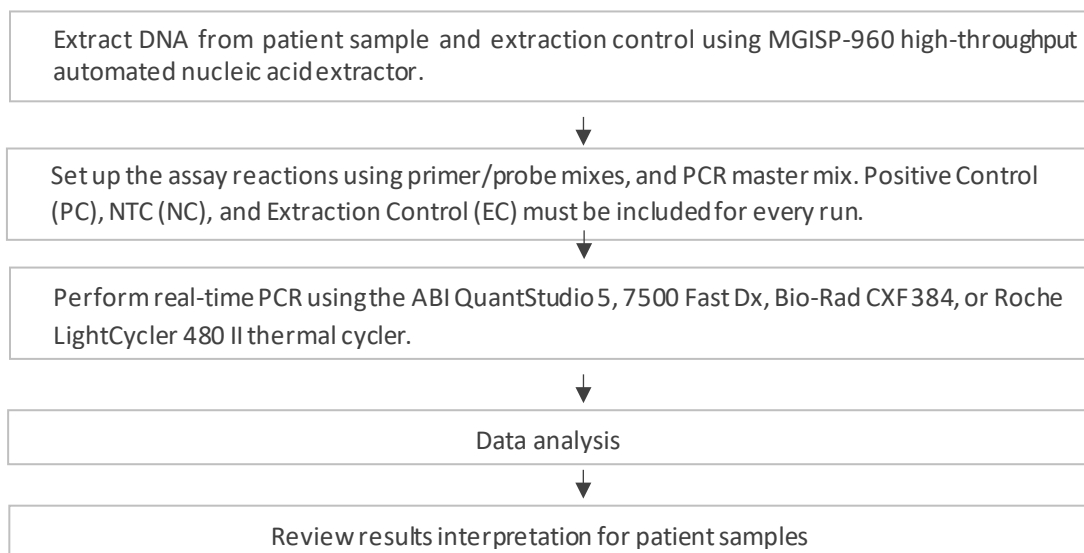 Extract DNA from patient sample and extraction control using MGISP-960 high-throughput
automated nucleic acid extractor.
Set up the assay reactions using primer/probe mixes, and PCR master mix. Positive Control
(PC), NTC (NC), and Extraction Control (EC) must be included for every run.
Perform real-time PCR using the ABI QuantStudio 5, 7500 Fast Dx, Bio-Rad CXF 384, or Roche
LightCycler 480 II thermal cycler.
Data analysis
Review results interpretation for patient samples